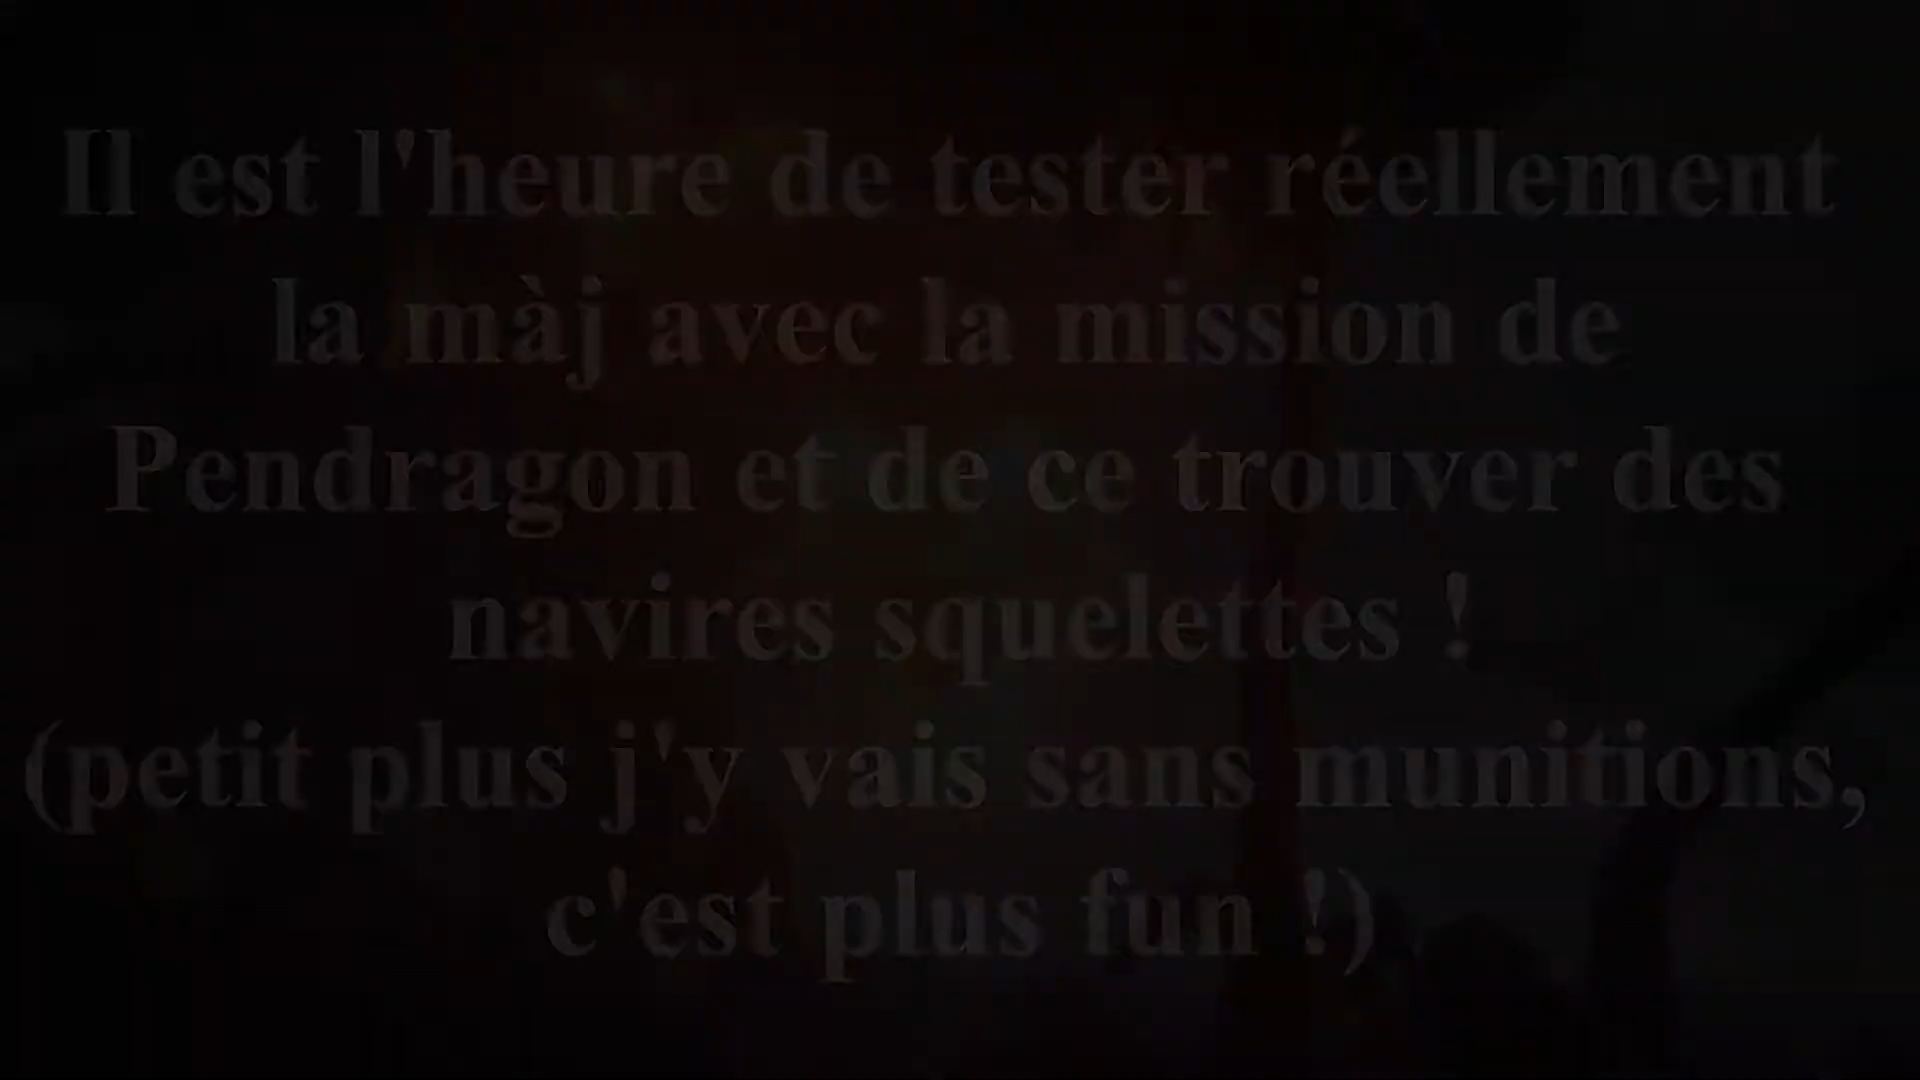 Il est l'heure de tester réellement
la màj avec la mission de
Pendragon et de ce trouver des
navires squelettes !
(petit plus j'y vais sans munitions,
c'est plus fun !)